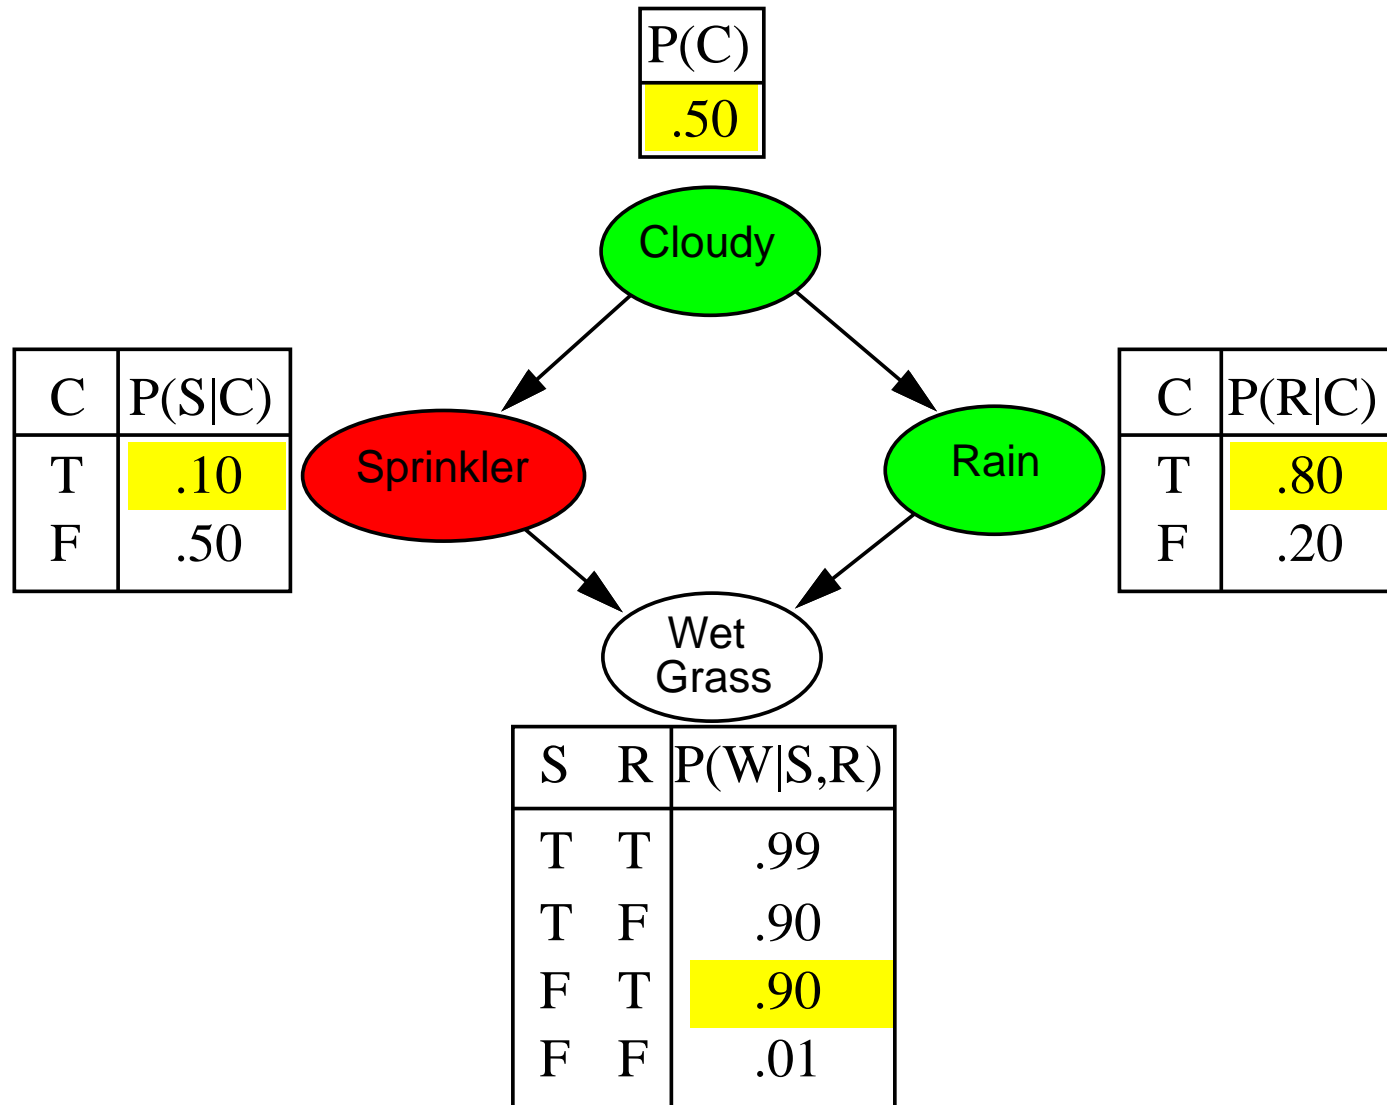 P(C)
.50
Cloudy
C P(S|C)
T .10
F .50
Sprinkler
Rain
C P(R|C)
T .80
F .20
Wet
Grass
S R P(W|S,R)
T T .99
T F .90
F T .90
F F .01